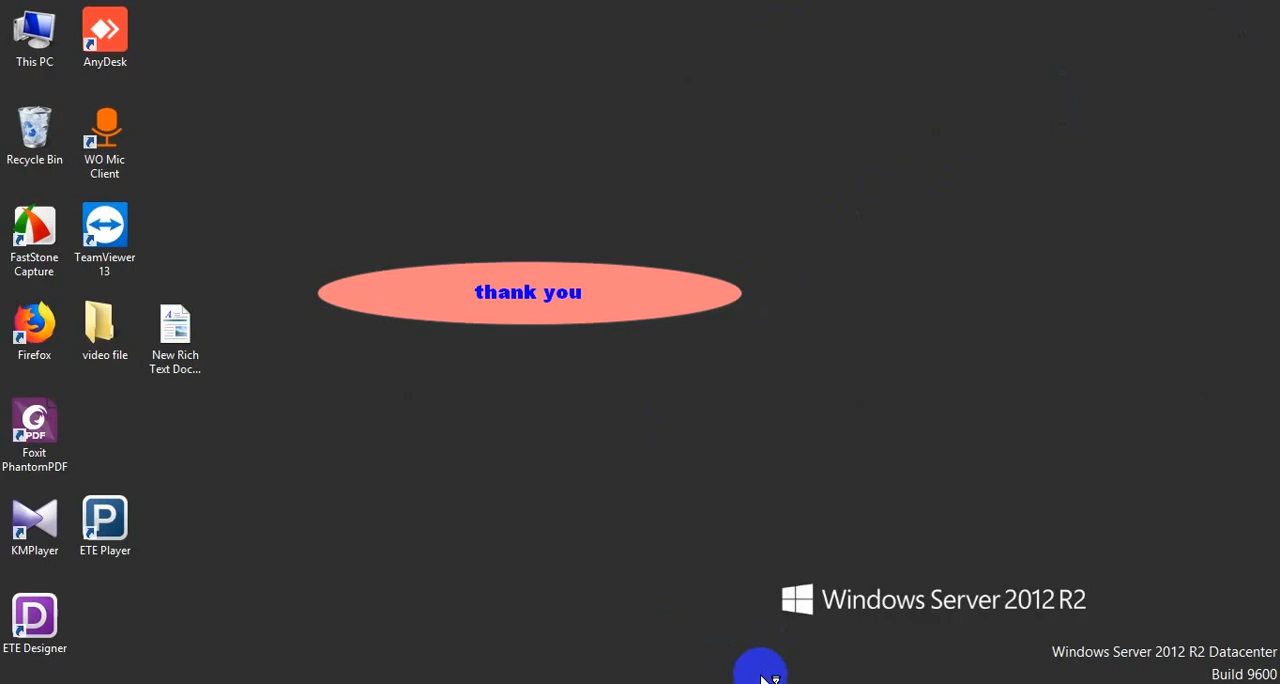 This PC
AnyDesk
Recycle Bin
WO Mic
Client
FastStone
Capture
TeamViewer
13
Firefox
video file
New Rich
Text Doc...
PDF
Foxit
PhantomPDF
KMPlayer
P
ETE Player
D
ETE Designer
thank you
Windows Server 2012 R2
Windows Server 2012 R2 Datacenter
Build 9600